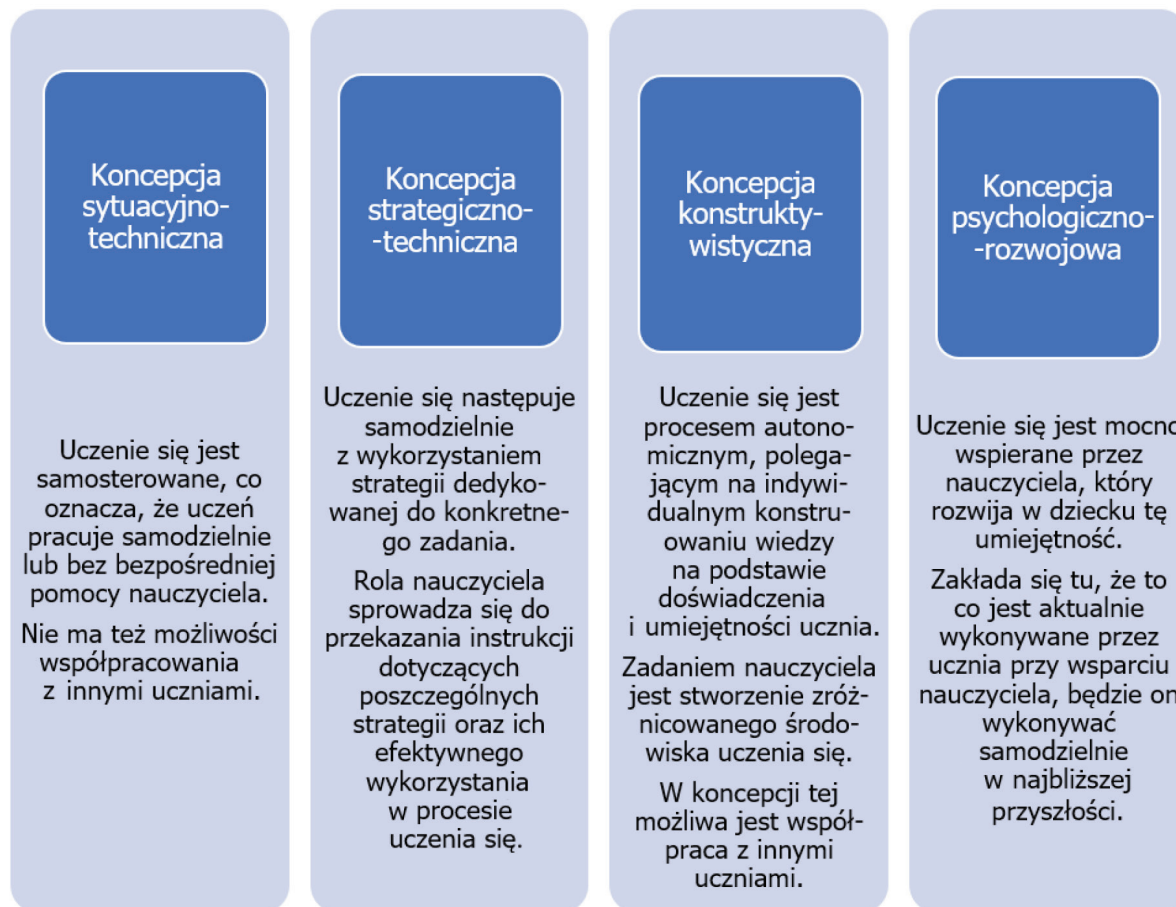 Koncepcja
sytuacyjno-
techniczna
Uczenie się jest
samosterowane, co
oznacza, że uczeń
pracuje samodzielnie
lub bez bezpośredniej
pomocy nauczyciela.
Nie ma też możliwości
współpracowania
z innymi uczniami.
Koncepcja
strategiczno-
-techniczna
Uczenie się następuje
samodzielnie
z wykorzystaniem
strategii dedyko-
wanej do konkretne-
go zadania.
Rola nauczyciela
sprowadza się do
przekazania instrukcji
dotyczących
poszczególnych
strategii oraz ich
efektywnego
wykorzystania
w procesie
uczenia się.
Koncepcja
konstrukty-
wistyczna
Uczenie się jest
procesem autono-
micznym, polega-
jącym na indywi-
dualnym konstru-
owaniu wiedzy
na podstawie
doświadczenia
i umiejętności ucznia.
Zadaniem nauczyciela
jest stworzenie zróż-
nicowanego środo-
wiska uczenia się.
W koncepcji tej
możliwa jest współ-
praca z innymi
uczniami.
Koncepcja
psychologiczno-
-rozwojowa
Uczenie się jest mocno
wspierane przez
nauczyciela, który
rozwija w dziecku tę
umiejętność.
Zakłada się tu, że to
co jest aktualnie
wykonywane przez
ucznia przy wsparciu
nauczyciela, będzie on
wykonywać
samodzielnie
w najbliższej
przyszłości.